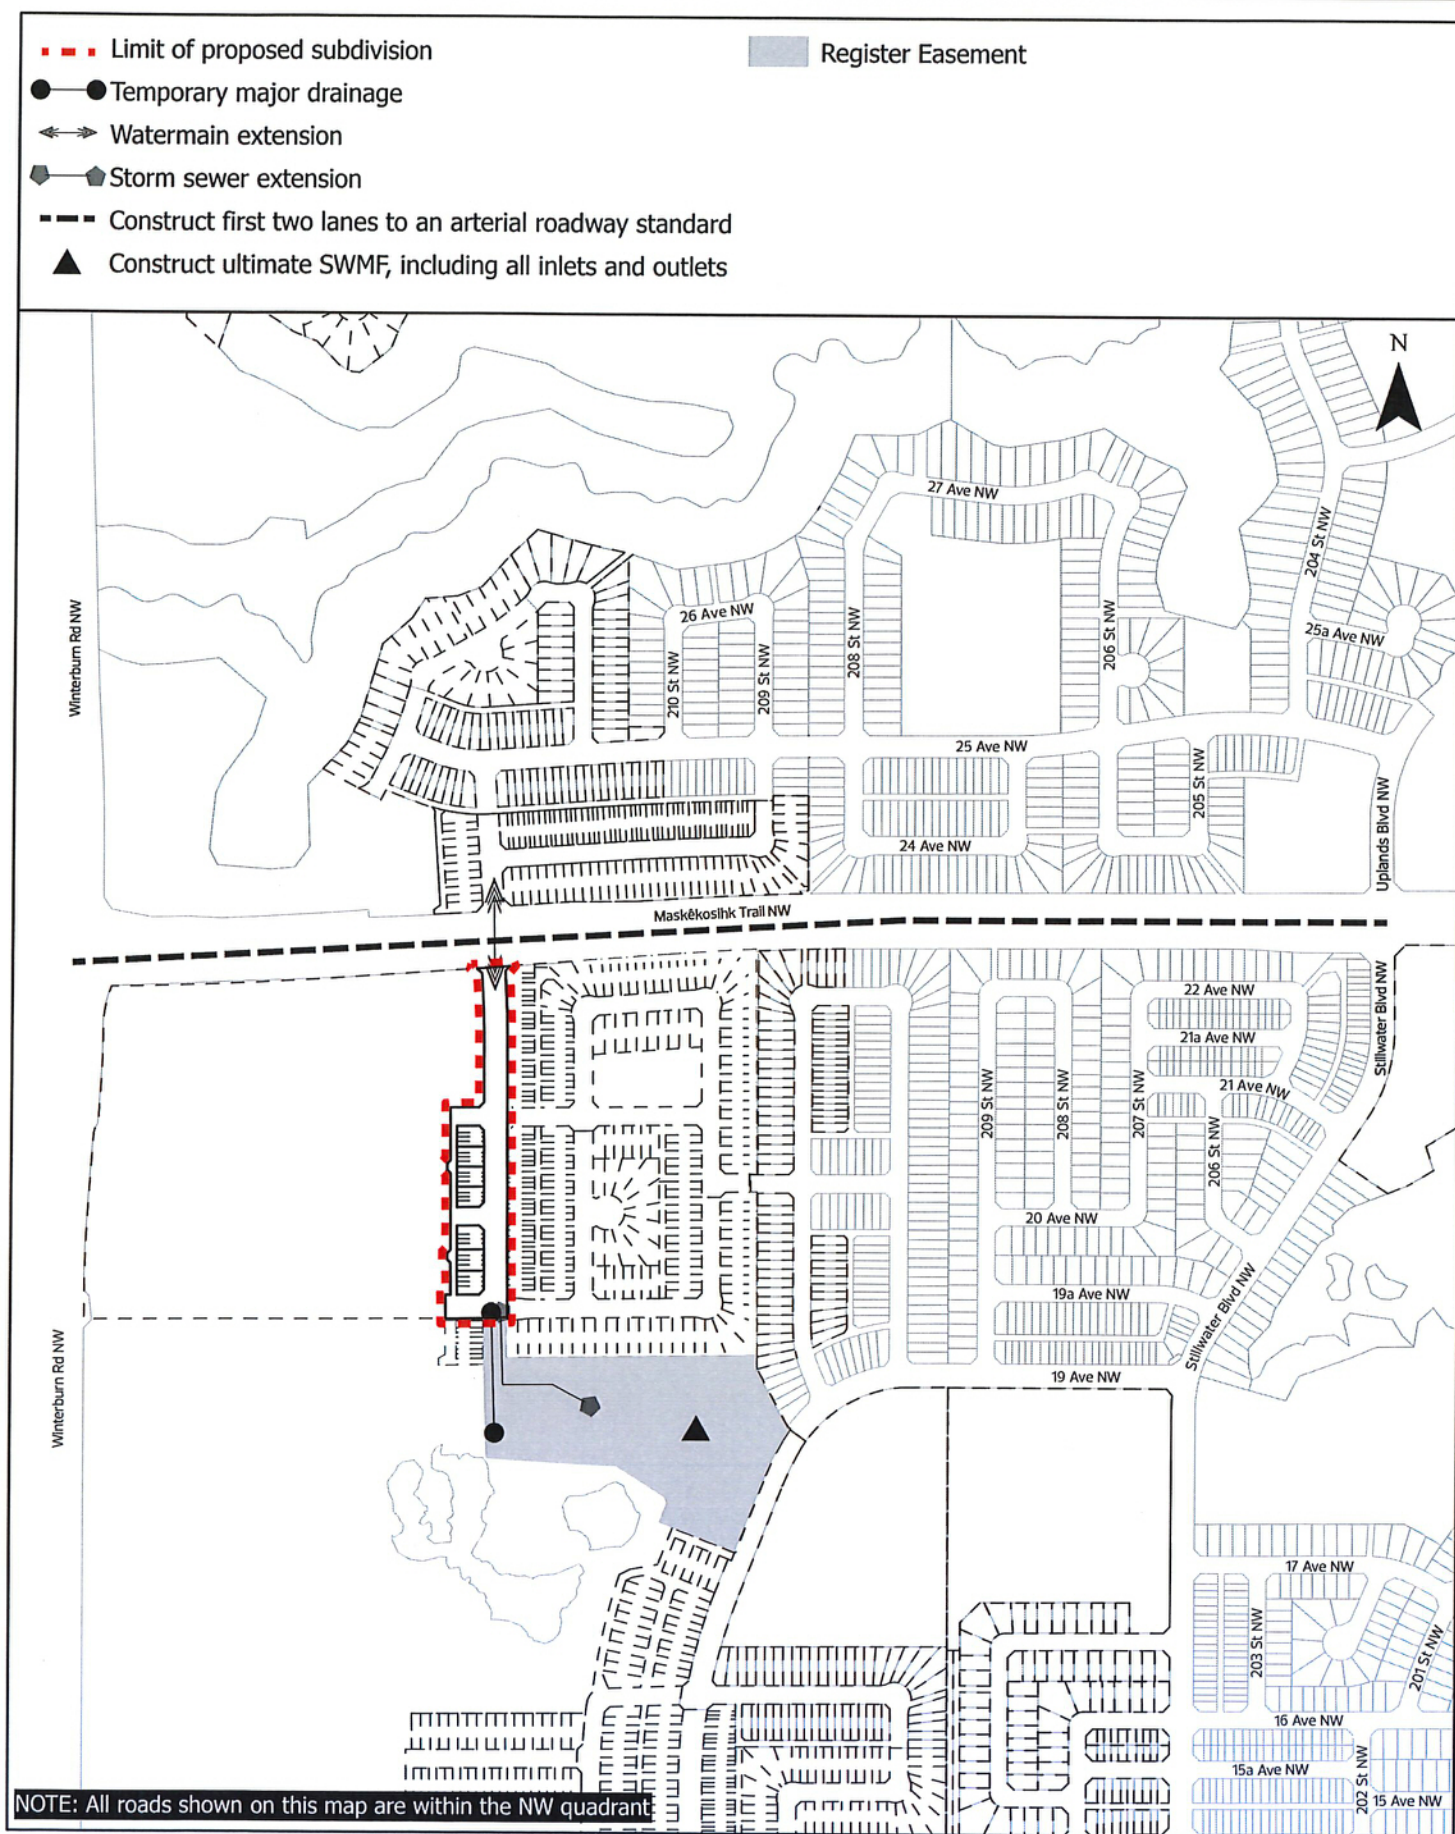 Limit of proposed subdivision
Register Easement
Temporary major drainage
Watermain extension
Storm sewer extension
Construct first two lanes to an arterial roadway standard
Construct ultimate SWMF, including all inlets and outlets
N
27 Ave NW
204 St NW
Winterburn Rd NW
26 Ave NW
25a Ave NW
210 St NW
209 St NW
208 St NW
206 St NW
25 Ave NW
205 St NW
Uplands Blvd NW
24 Ave NW
Maskêkosihk Trail NW
22 Ave NW
Stillwater Blvd NW
21a Ave NW
21 Ave NW
209 St NW
208 St NW
207 St NW
206 St NW
20 Ave NW
19a Ave NW
Stillwater Blvd NW
19 Ave NW
Winterburn Rd NW
17 Ave NW
203 St NW
201 St NW
16 Ave NW
15a Ave NW
202 St NW
15 Ave NW
NOTE: All roads shown on this map are within the NW quadrant